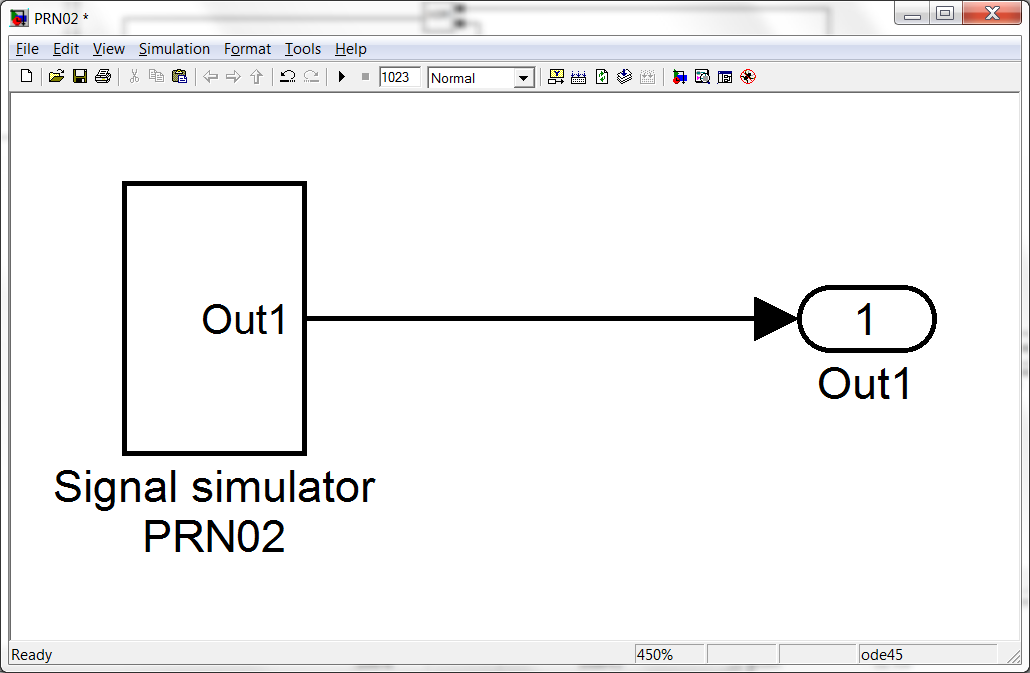 PRN02 *
File Edit View Simulation Format Tools Help
1023 Normal
Out1
1
Out1
Signal simulator
PRN02
Ready 450% ode45